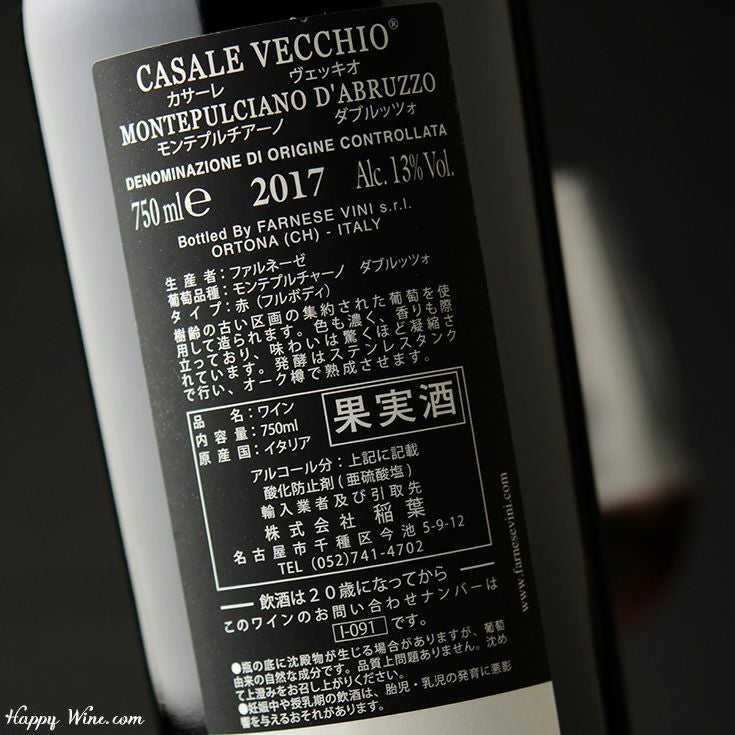 CASALE VECCHIO®
カサーレ ヴェッキオ
MONTEPULCIANO D'ABRUZZO
モンテプルチアーノ ダブルッツォ
DENOMINAZIONE DI ORIGINE CONTROLLATA
750 ml e 2017 Alc. 13% Vol.
Bottled By FARNESE VINI s.r.l.
ORTONA (CH) - ITALY
生産者:ファルネーゼ
葡萄品種:モンテプルチャーノ ダブルッツォ
タイプ:赤(フルボディ)
樹齢の古い区画の集約された葡萄を使
用して造られます。色も濃く、香りも際
立っており、味わいは驚くほど凝縮さ
れています。発酵はステンレスタンク
で行い、オーク樽で熟成させます。
品名:ワイン
内容量:750ml
原産国:イタリア
果実酒
アルコール分:上記に記載
酸化防止剤(亜硫酸塩)
輸入業者及び引取先
株式会社 稲葉
名古屋市千種区今池5-9-12
TEL (052)741-4702
飲酒は20歳になってから
このワインのお問い合わせナンバーは
I-091 です。
●瓶の底に沈殿物が生じる場合がありますが、葡萄
由来の自然な成分です。品質上問題ありません。沈め
て上澄みをお召し上がりください。
●妊娠中や授乳期の飲酒は、胎児・乳児の発育に悪影
響を与えるおそれがあります。
www.farnesevini.com
Happy Wine.com